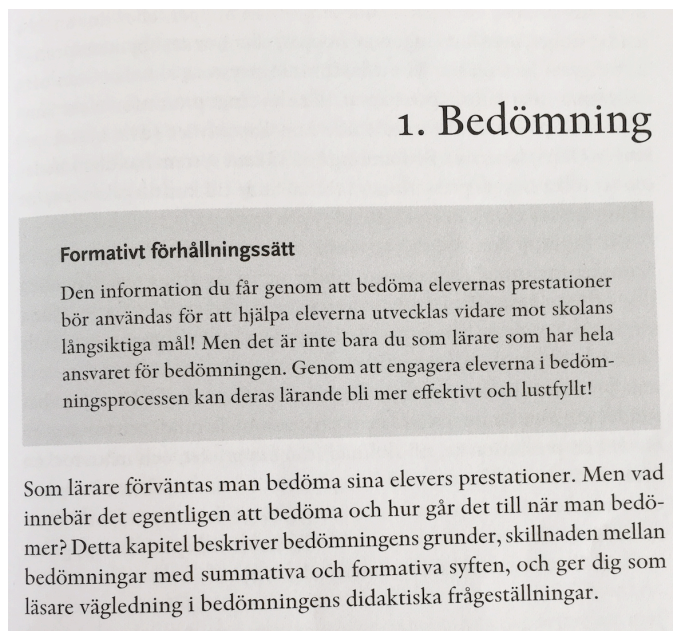 1. Bedömning
Formativt förhållningssätt
Den information du får genom att bedöma elevernas prestationer
bör användas för att hjälpa eleverna utvecklas vidare mot skolans
långsiktiga mål! Men det är inte bara du som lärare som har hela
ansvaret för bedömningen. Genom att engagera eleverna i bedöm-
ningsprocessen kan deras lärande bli mer effektivt och lustfyllt!
Som lärare förväntas man bedöma sina elevers prestationer. Men vad
innebär det egentligen att bedöma och hur går det till när man bedö-
mer? Detta kapitel beskriver bedömningens grunder, skillnaden mellan
bedömningar med summativa och formativa syften, och ger dig som
läsare vägledning i bedömningens didaktiska frågeställningar.